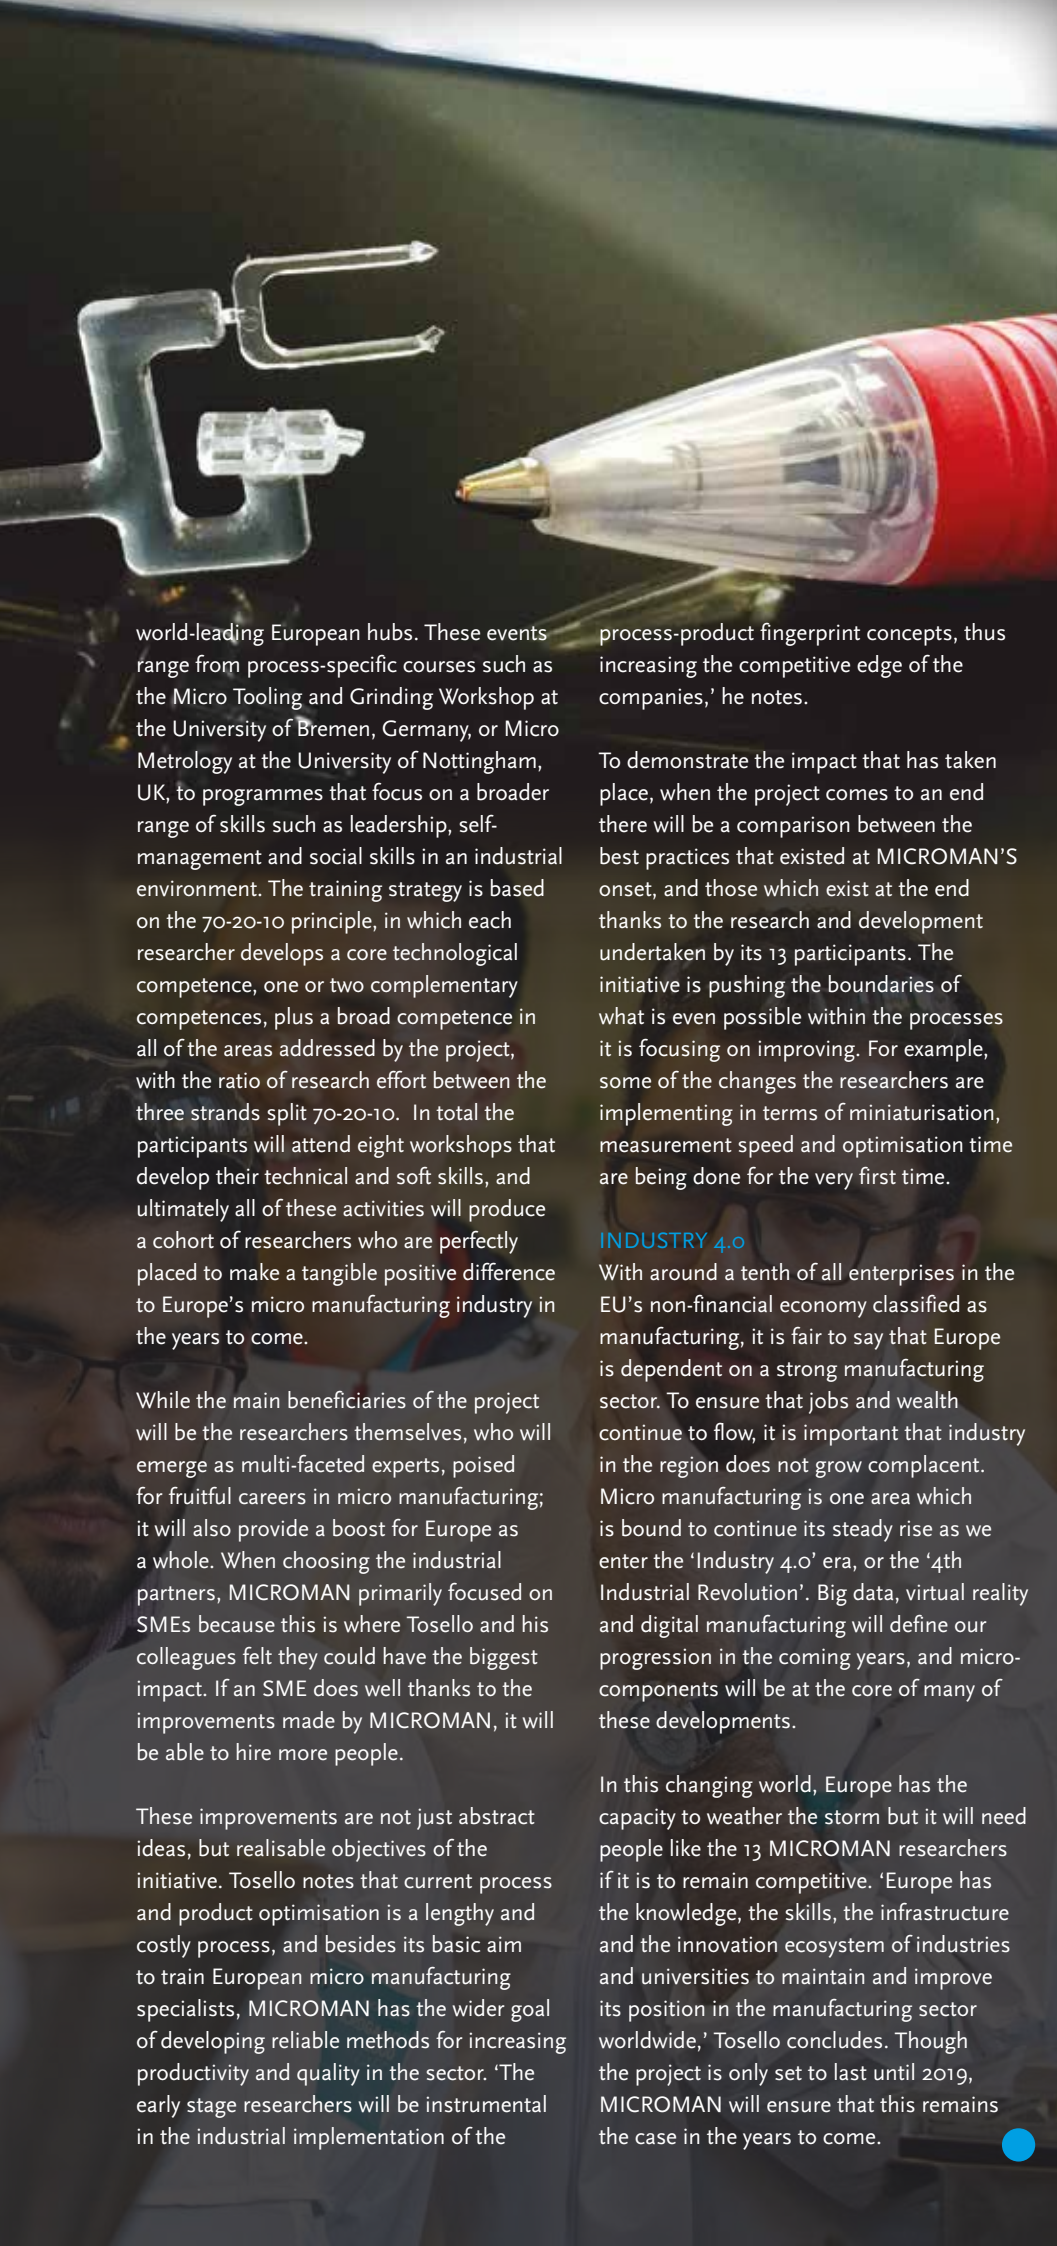 world-leading European hubs. These events
range from process-specific courses such as
the Micro Tooling and Grinding Workshop at
the University of Bremen, Germany, or Micro
Metrology at the University of Nottingham,
UK, to programmes that focus on a broader
range of skills such as leadership, self-
management and social skills in an industrial
environment. The training strategy is based
on the 70-20-10 principle, in which each
researcher develops a core technological
competence, one or two complementary
competences, plus a broad competence in
all of the areas addressed by the project,
with the ratio of research effort between the
three strands split 70-20-10.  In total the
participants will attend eight workshops that
develop their technical and soft skills, and
ultimately all of these activities will produce
a cohort of researchers who are perfectly
placed to make a tangible positive difference
to Europe's micro manufacturing industry in
the years to come.
While the main beneficiaries of the project
will be the researchers themselves, who will
emerge as multi-faceted experts, poised
for fruitful careers in micro manufacturing;
it will also provide a boost for Europe as
a whole. When choosing the industrial
partners, MICROMAN primarily focused on
SMEs because this is where Tosello and his
colleagues felt they could have the biggest
impact. If an SME does well thanks to the
improvements made by MICROMAN, it will
be able to hire more people.
These improvements are not just abstract
ideas, but realisable objectives of the
initiative. Tosello notes that current process
and product optimisation is a lengthy and
costly process, and besides its basic aim
to train European micro manufacturing
specialists, MICROMAN has the wider goal
of developing reliable methods for increasing
productivity and quality in the sector. 'The
early stage researchers will be instrumental
in the industrial implementation of the
process-product fingerprint concepts, thus
increasing the competitive edge of the
companies,' he notes.
To demonstrate the impact that has taken
place, when the project comes to an end
there will be a comparison between the
best practices that existed at MICROMAN'S
onset, and those which exist at the end
thanks to the research and development
undertaken by its 13 participants. The
initiative is pushing the boundaries of
what is even possible within the processes
it is focusing on improving. For example,
some of the changes the researchers are
implementing in terms of miniaturisation,
measurement speed and optimisation time
are being done for the very first time.
INDUSTRY 4.0
With around a tenth of all enterprises in the
EU's non-financial economy classified as
manufacturing, it is fair to say that Europe
is dependent on a strong manufacturing
sector. To ensure that jobs and wealth
continue to flow, it is important that industry
in the region does not grow complacent.
Micro manufacturing is one area which
is bound to continue its steady rise as we
enter the 'Industry 4.0' era, or the '4th
Industrial Revolution'. Big data, virtual reality
and digital manufacturing will define our
progression in the coming years, and micro-
components will be at the core of many of
these developments.
In this changing world, Europe has the
capacity to weather the storm but it will need
people like the 13 MICROMAN researchers
if it is to remain competitive. 'Europe has
the knowledge, the skills, the infrastructure
and the innovation ecosystem of industries
and universities to maintain and improve
its position in the manufacturing sector
worldwide,' Tosello concludes. Though
the project is only set to last until 2019,
MICROMAN will ensure that this remains
the case in the years to come.